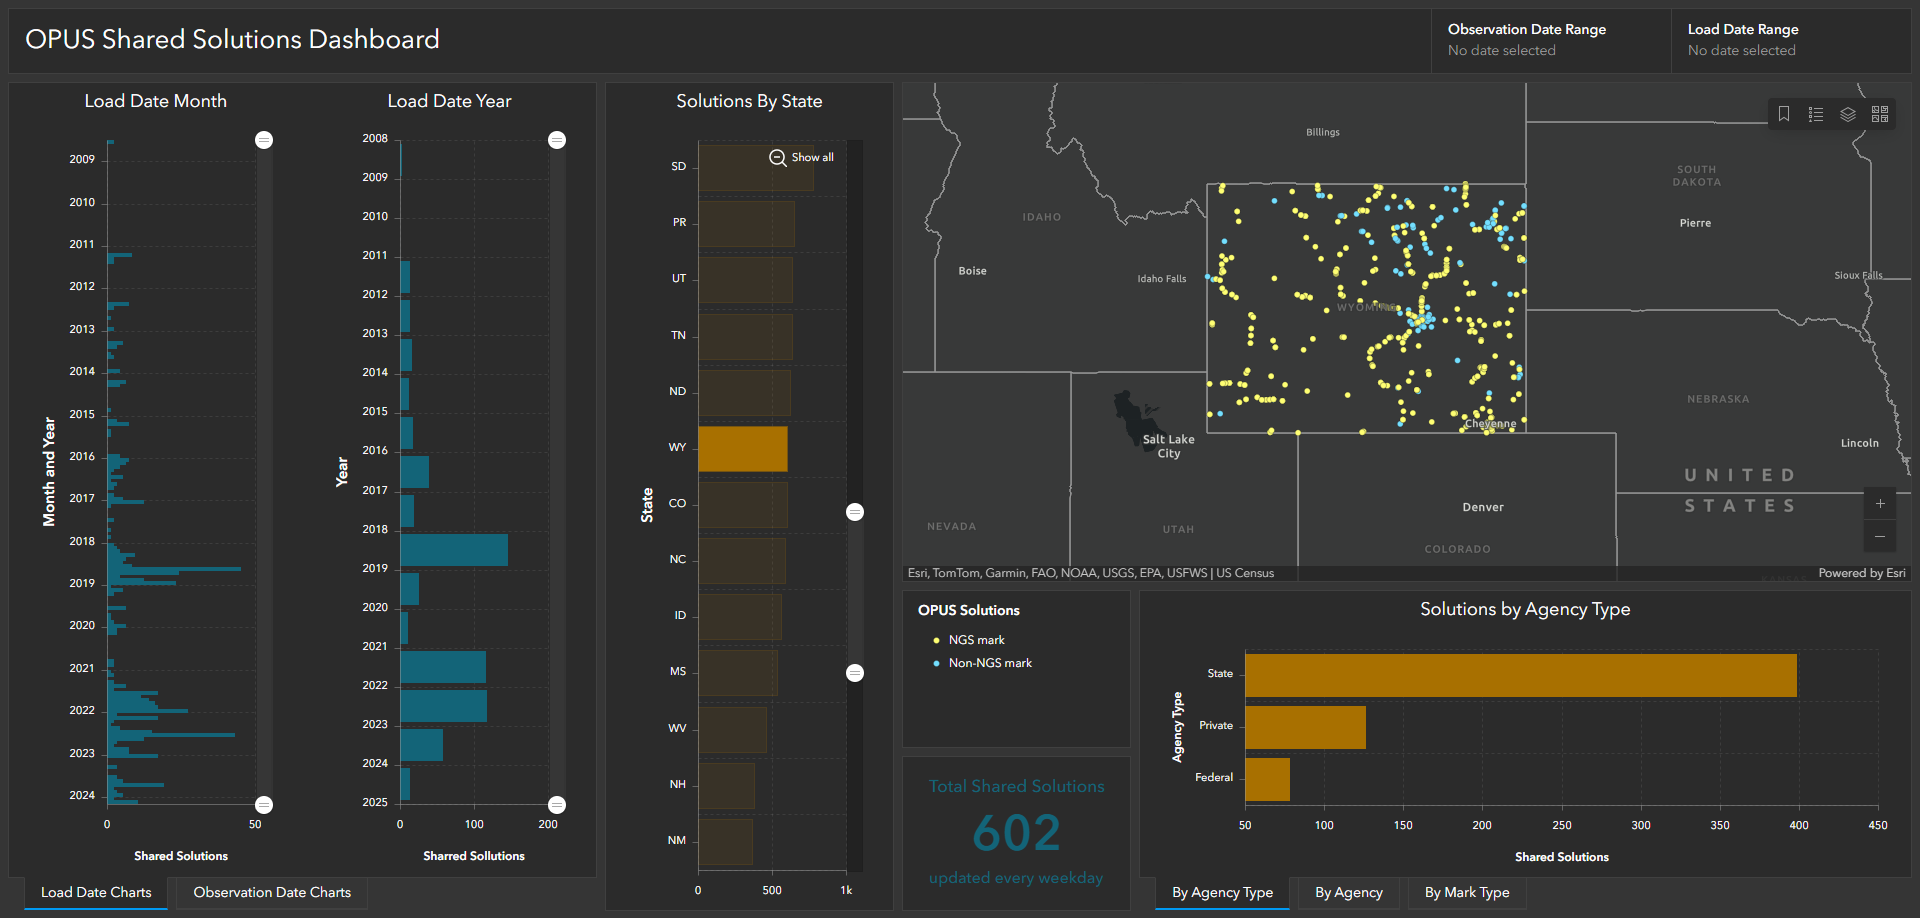 OPUS Shared Solutions Dashboard
Observation Date Range
No date selected
Load Date Range
No date selected
Load Date Month
Month and Year
2009
2010
2011
2012
2013
2014
2015
2016
2017
2018
2019
2020
2021
2022
2023
2024
0 50
Shared Solutions
Load Date Year
Year
2008
2009
2010
2011
2012
2013
2014
2015
2016
2017
2018
2019
2020
2021
2022
2023
2024
2025
0 100 200
Sharred Sollutions
Load Date Charts
Observation Date Charts
Solutions By State
Show all
State
SD
PR
UT
TN
ND
WY
CO
NC
ID
MS
WV
NH
NM
0 500 1k
Billings
SOUTH
DAKOTA
IDAHO
Pierre
Boise
Idaho Falls
Sioux Falls
WYOMING
NEBRASKA
Cheyenne
Salt Lake
City
Lincoln
UNITED
STATES
Denver
NEVADA
UTAH
COLORADO
KANSAS
+
−
Esri, TomTom, Garmin, FAO, NOAA, USGS, EPA, USFWS | US Census
Powered by Esri
OPUS Solutions
NGS mark
Non-NGS mark
Total Shared Solutions
602
updated every weekday
Solutions by Agency Type
Agency Type
State
Private
Federal
50 100 150 200 250 300 350 400 450
Shared Solutions
By Agency Type
By Agency
By Mark Type